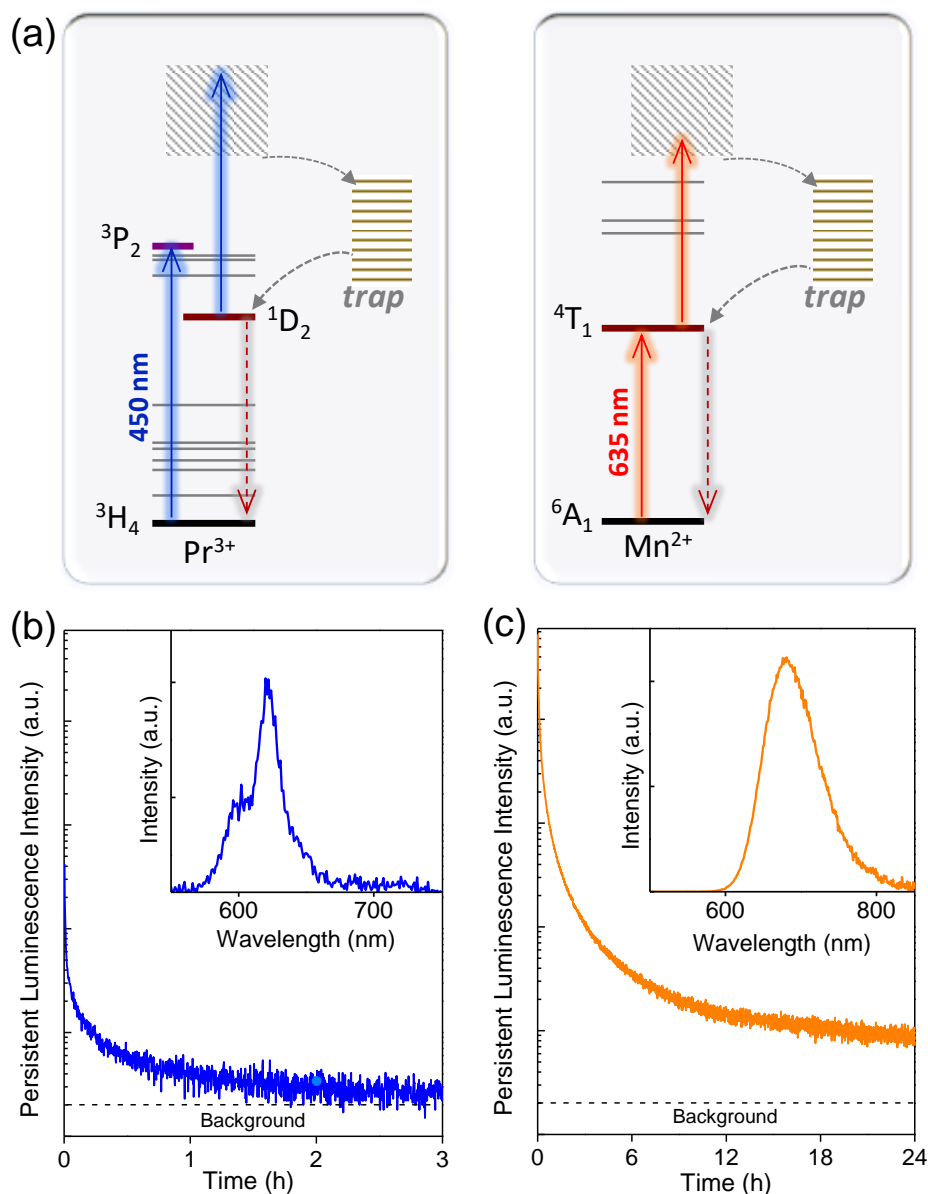 (a)
³P₂
¹D₂
trap
450 nm
³H₄
Pr³⁺
⁴T₁
trap
635 nm
⁶A₁
Mn²⁺
(b)
Persistent Luminescence Intensity (a.u.)
Intensity (a.u.)
600 700
Wavelength (nm)
Background
0 1 2 3
Time (h)
(c)
Persistent Luminescence Intensity (a.u.)
Intensity (a.u.)
600 800
Wavelength (nm)
Background
0 6 12 18 24
Time (h)